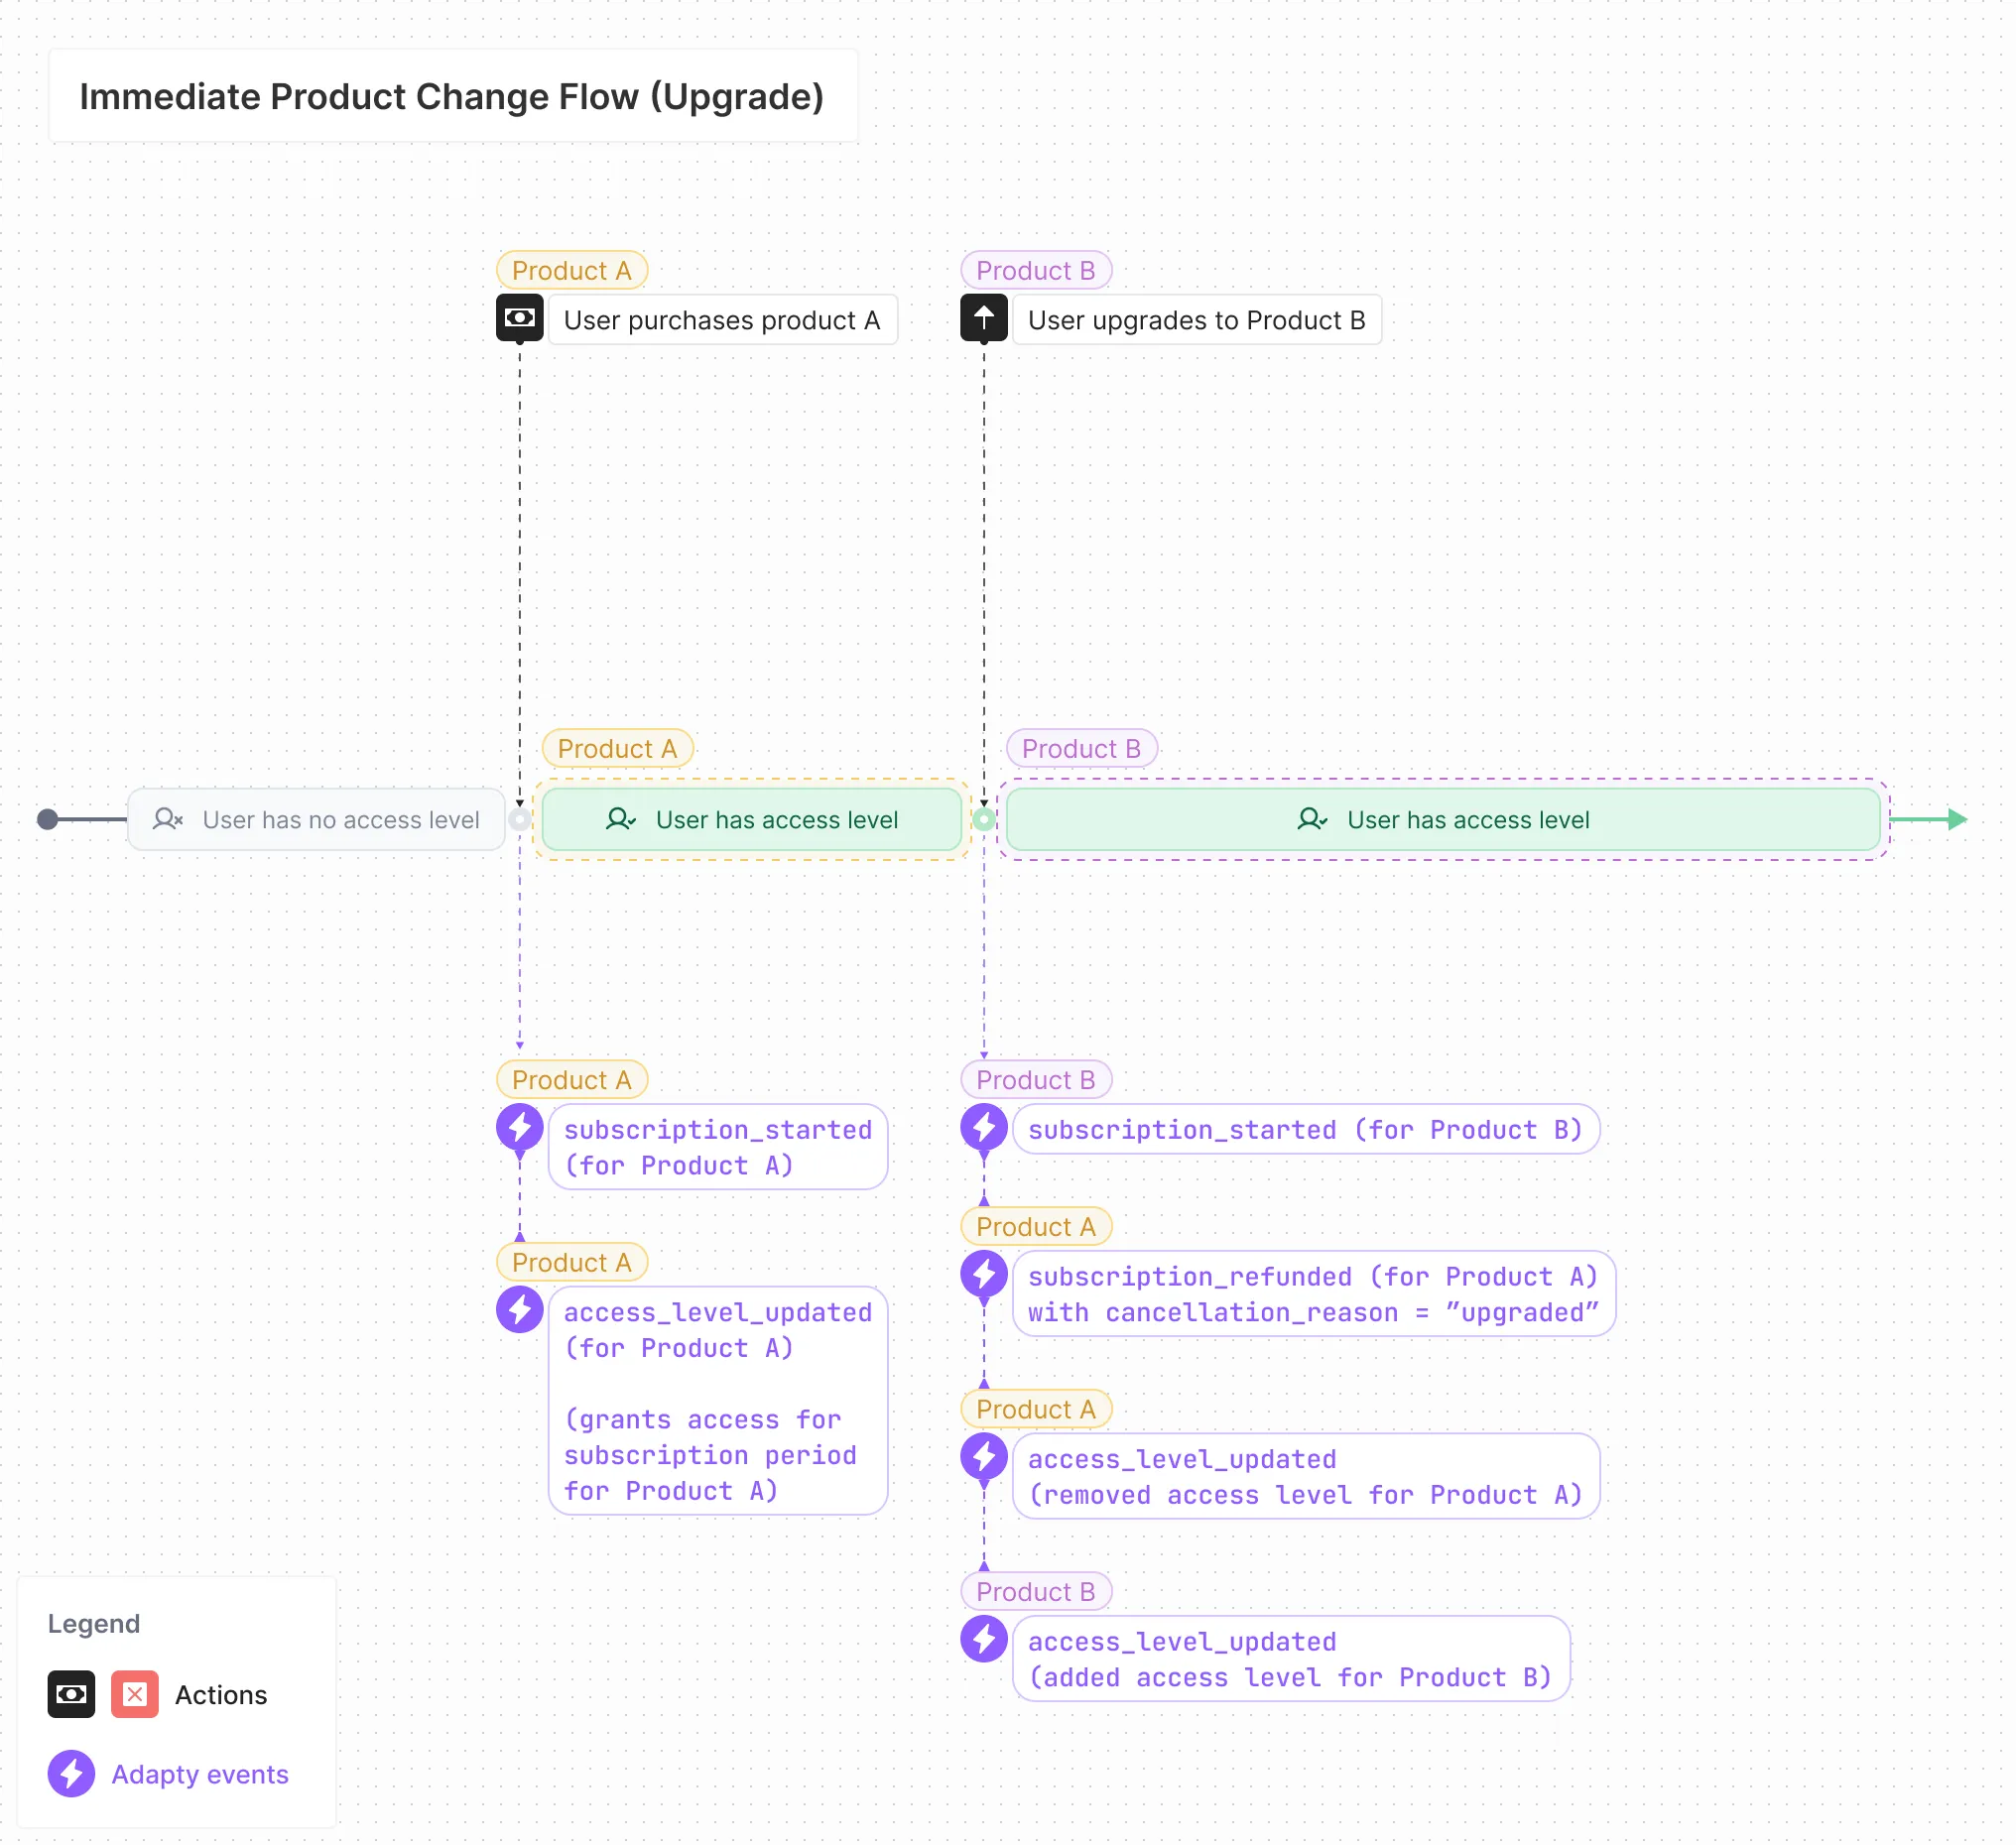 Immediate Product Change Flow (Upgrade)
Product A
User purchases product A
Product B
User upgrades to Product B
User has no access level
Product A
User has access level
Product B
User has access level
Product A
subscription_started
(for Product A)
Product A
access_level_updated
(for Product A)
(grants access for
subscription period
for Product A)
Product B
subscription_started (for Product B)
Product A
subscription_refunded (for Product A)
with cancellation_reason = ”upgraded”
Product A
access_level_updated
(removed access level for Product A)
Product B
access_level_updated
(added access level for Product B)
Legend
Actions
Adapty events